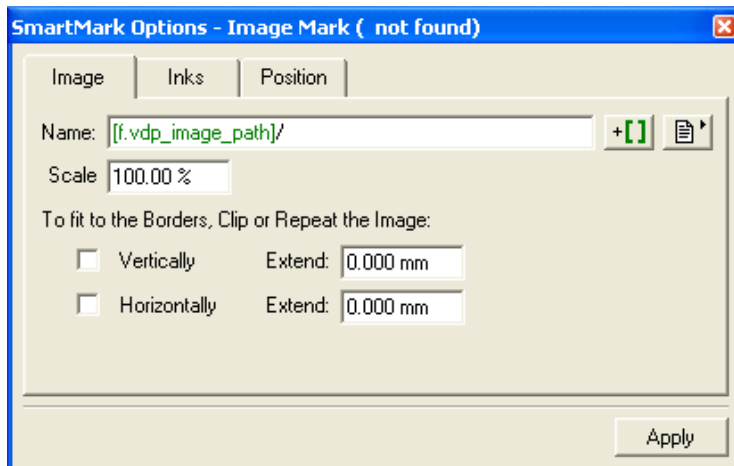 SmartMark Options - Image Mark (  not found)
Image Inks Position
Name: [f.vdp_image_path]/ +[]
Scale 100.00 %
To fit to the Borders, Clip or Repeat the Image:
Vertically Extend: 0.000 mm
Horizontally Extend: 0.000 mm
Apply